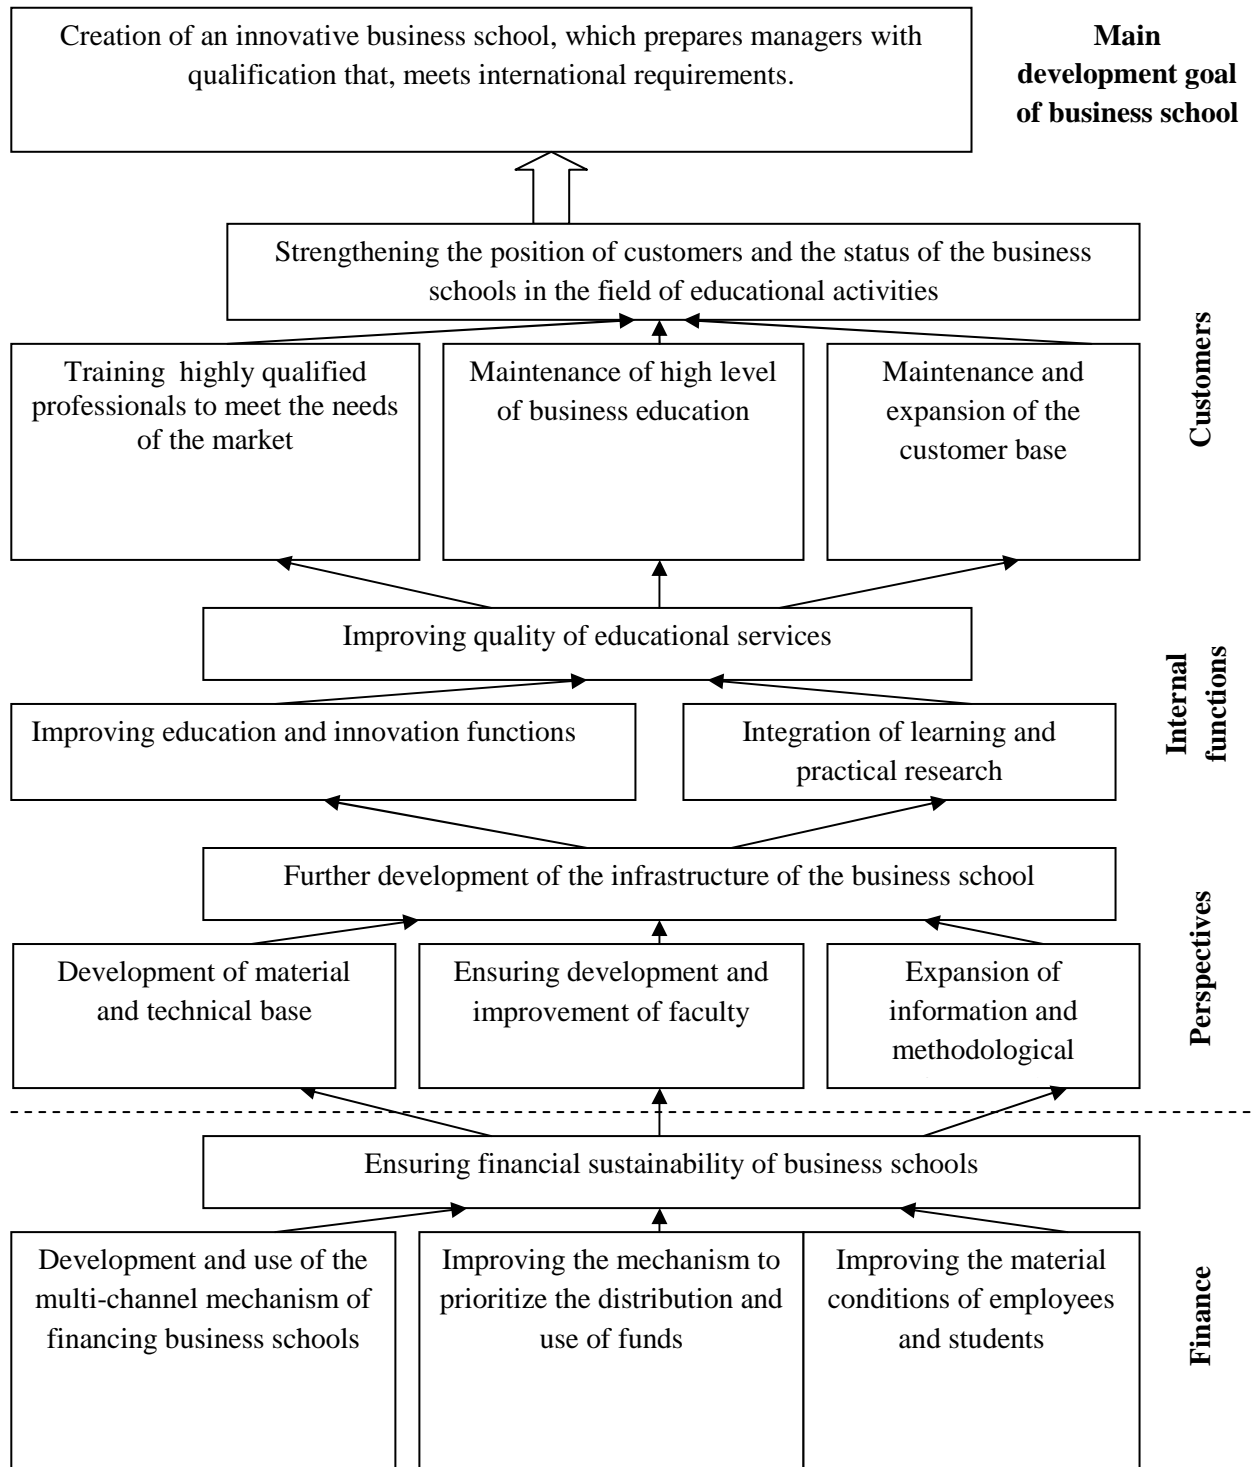 Creation of an innovative business school, which prepares managers with
qualification that, meets international requirements.
Main
development goal
of business school
Strengthening the position of customers and the status of the business
schools in the field of educational activities
Training  highly qualified
professionals to meet the needs
of the market
Maintenance of high level
of business education
Maintenance and
expansion of the
customer base
Customers
Improving quality of educational services
Improving education and innovation functions
Integration of learning and
practical research
Internal
functions
Further development of the infrastructure of the business school
Development of material
and technical base
Ensuring development and
improvement of faculty
Expansion of
information and
methodological
Perspectives
Ensuring financial sustainability of business schools
Development and use of the
multi-channel mechanism of
financing business schools
Improving the mechanism to
prioritize the distribution and
use of funds
Improving the material
conditions of employees
and students
Finance